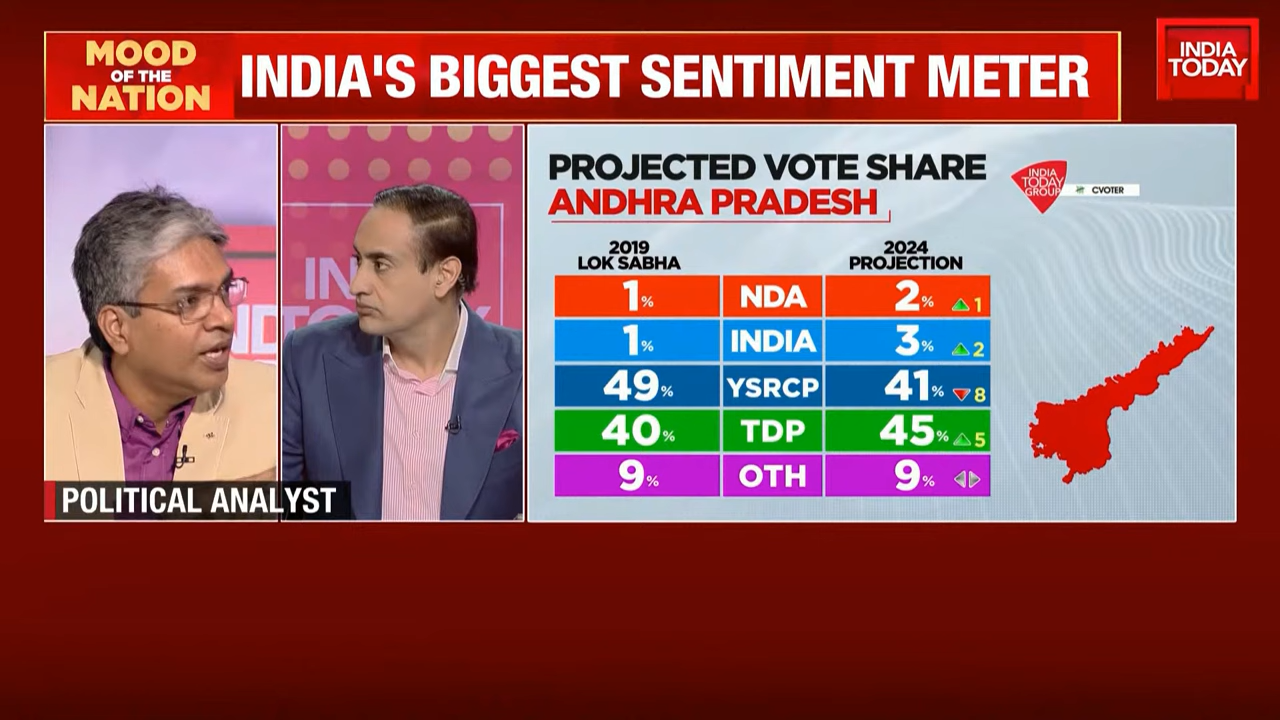 MOOD
OF THE
NATION
INDIA'S BIGGEST SENTIMENT METER
INDIA
TODAY
PROJECTED VOTE SHARE
ANDHRA PRADESH
INDIA
TODAY
GROUP
CVOTER
2019
LOK SABHA
2024
PROJECTION
1% NDA 2% 1
1% INDIA 3% 2
49% YSRCP 41% 8
40% TDP 45% 5
9% OTH 9%
IN
POLITICAL ANALYST